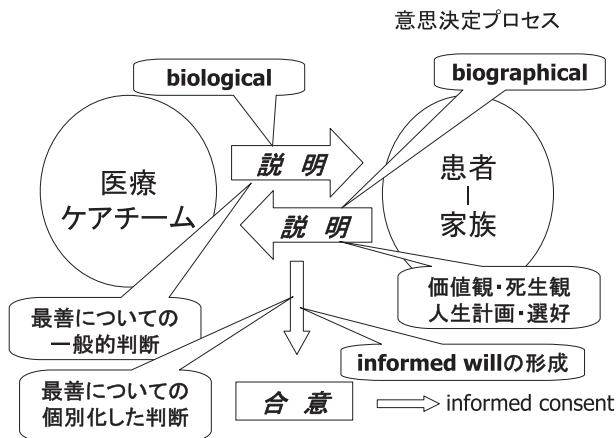 意思決定プロセス
biological
biographical
医療
ケアチーム
説 明
説 明
患者
家族
最善についての
一般的判断
価値観・死生観
人生計画・選好
最善についての
個別化した判断
informed willの形成
合 意
informed consent